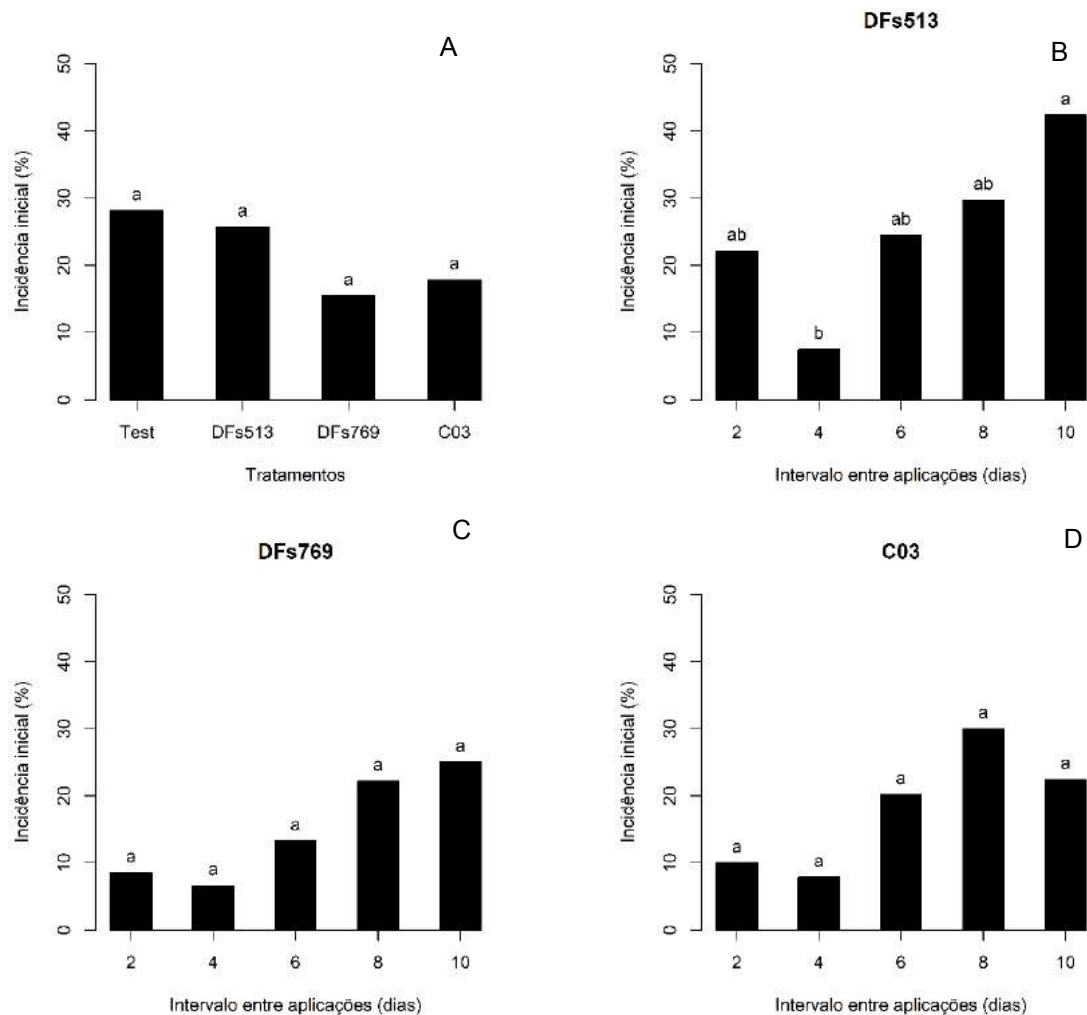 A
Incidência inicial (%)
50
40
30
20
10
0
a
a
a
a
Test DFs513 DFs769 C03
Tratamentos
DFs513
B
Incidência inicial (%)
50
40
30
20
10
0
ab
b
ab
ab
a
2 4 6 8 10
Intervalo entre aplicações (dias)
DFs769
C
Incidência inicial (%)
50
40
30
20
10
0
a
a
a
a
a
2 4 6 8 10
Intervalo entre aplicações (dias)
C03
D
Incidência inicial (%)
50
40
30
20
10
0
a
a
a
a
a
2 4 6 8 10
Intervalo entre aplicações (dias)